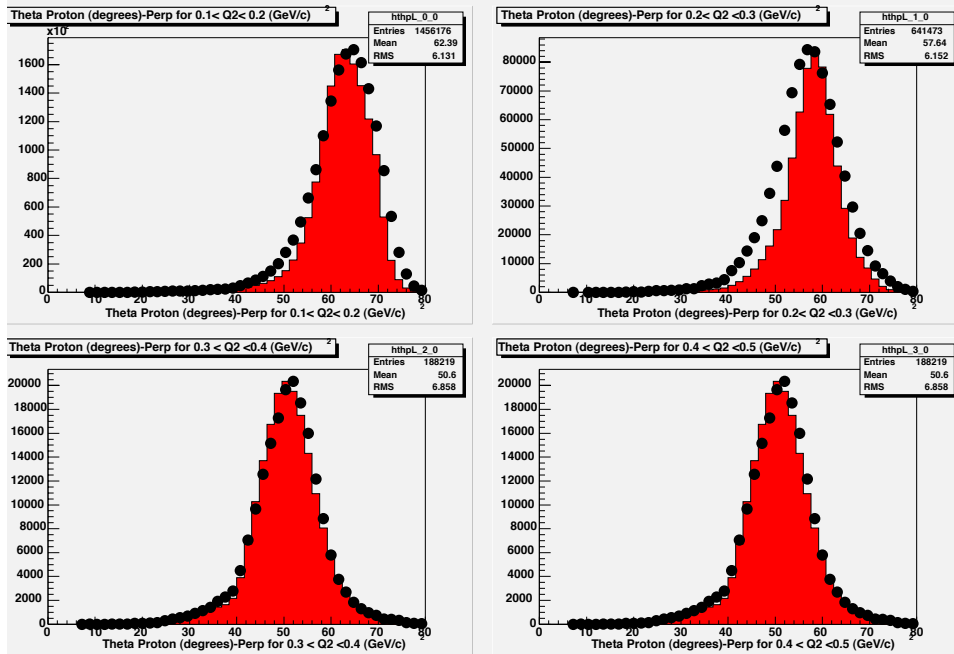 Theta Proton (degrees)-Perp for 0.1< Q2< 0.2 (GeV/c) 2
hthpL_0_0
Entries 1456176
Mean 62.39
RMS 6.131
x10
1600
1400
1200
1000
800
600
400
200
0
0 10 20 30 40 50 60 70 80
Theta Proton (degrees)-Perp for 0.1< Q2< 0.2 (GeV/c) 2
Theta Proton (degrees)-Perp for 0.2< Q2 <0.3 (GeV/c) 2
hthpL_1_0
Entries 641473
Mean 57.64
RMS 6.152
80000
70000
60000
50000
40000
30000
20000
10000
0
0 10 20 30 40 50 60 70 80
Theta Proton (degrees)-Perp for 0.2< Q2 <0.3 (GeV/c) 2
Theta Proton (degrees)-Perp for 0.3 < Q2 <0.4 (GeV/c) 2
hthpL_2_0
Entries 188219
Mean 50.6
RMS 6.858
20000
18000
16000
14000
12000
10000
8000
6000
4000
2000
0
0 10 20 30 40 50 60 70 80
Theta Proton (degrees)-Perp for 0.3 < Q2 <0.4 (GeV/c) 2
Theta Proton (degrees)-Perp for 0.4 < Q2 <0.5 (GeV/c) 2
hthpL_3_0
Entries 188219
Mean 50.6
RMS 6.858
20000
18000
16000
14000
12000
10000
8000
6000
4000
2000
0
0 10 20 30 40 50 60 70 80
Theta Proton (degrees)-Perp for 0.4 < Q2 <0.5 (GeV/c) 2